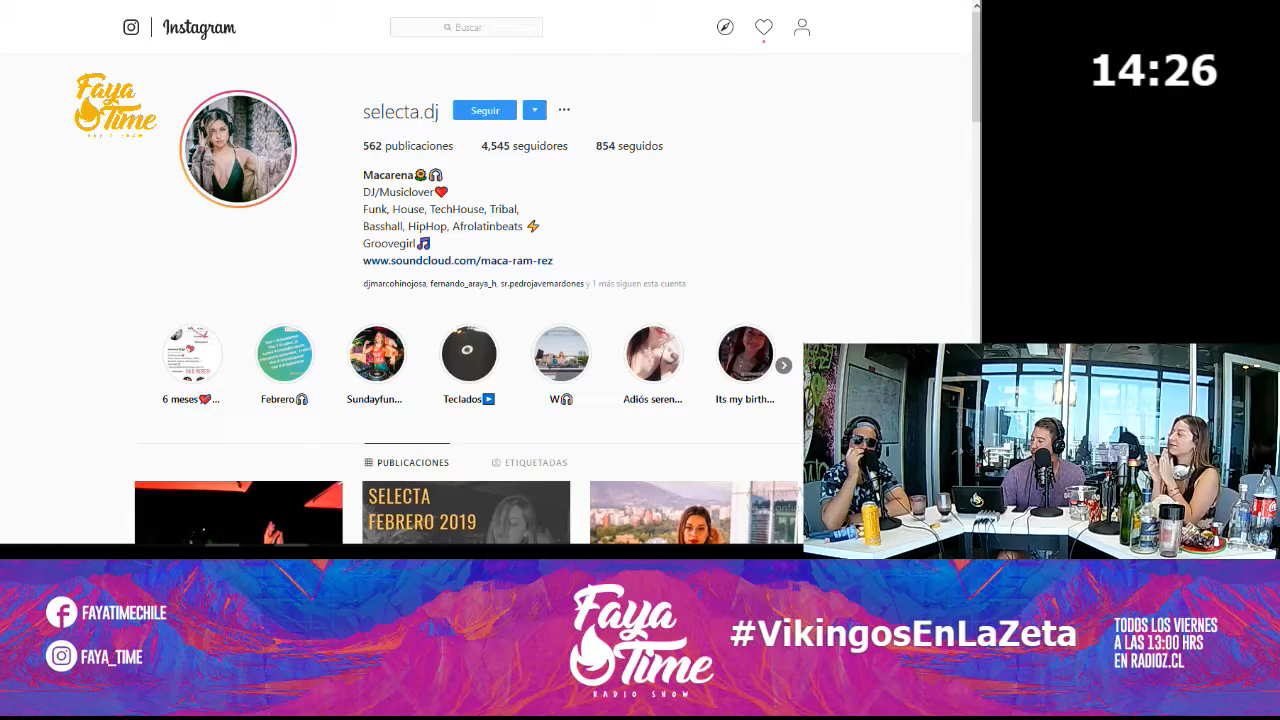 Instagram
Buscar
14:26
Faya
Time
RADIO SHOW
selecta.dj
Seguir
562 publicaciones
4,545 seguidores
854 seguidos
Macarena
DJ/Musiclover
Funk, House, TechHouse, Tribal,
Basshall, HipHop, Afrolatinbeats
Groovegirl
www.soundcloud.com/maca-ram-rez
djmarcohinojosa, fernando_araya_h, sr.pedrojavemardones y 1 más siguen esta cuenta
6 meses...
Febrero
Sundayfun...
Teclados
W
Adiós seren...
Its my birth...
PUBLICACIONES
ETIQUETADAS
SELECTA
FEBRERO 2019
FAYATIMECHILE
FAYA_TIME
Faya
Time
RADIO SHOW
#VikingosEnLaZeta
TODOS LOS VIERNES
A LAS 13:00 HRS
EN RADIOZ.CL